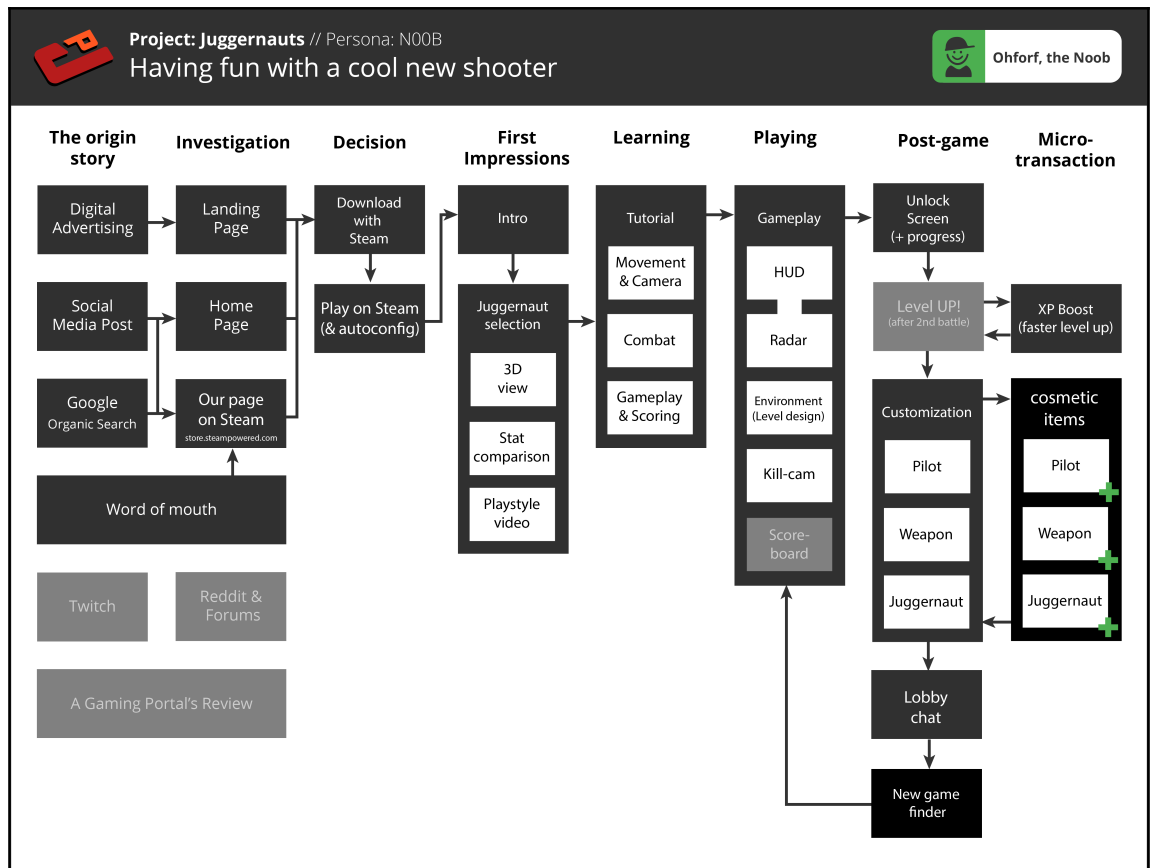 Project: Juggernauts // Persona: N00B
Having fun with a cool new shooter
Ohforf, the Noob
The origin
story
Investigation
Decision
First
Impressions
Learning
Playing
Post-game
Micro-
transaction
Digital
Advertising
Landing
Page
Download
with
Steam
Intro
Tutorial
Gameplay
Unlock
Screen
(+ progress)
Social
Media Post
Home
Page
Play on Steam
(& autoconfig)
Juggernaut
selection
3D
view
Stat
comparison
Playstyle
video
Movement
& Camera
Combat
Gameplay
& Scoring
HUD
Radar
Environment
(Level design)
Kill-cam
Score-
board
Level UP!
(after 2nd battle)
XP Boost
(faster level up)
Google
Organic Search
Our page
on Steam
store.steampowered.com
Word of mouth
Twitch
Reddit &
Forums
A Gaming Portal's Review
Customization
Pilot
Weapon
Juggernaut
cosmetic
items
Pilot
Weapon
Juggernaut
Lobby
chat
New game
finder